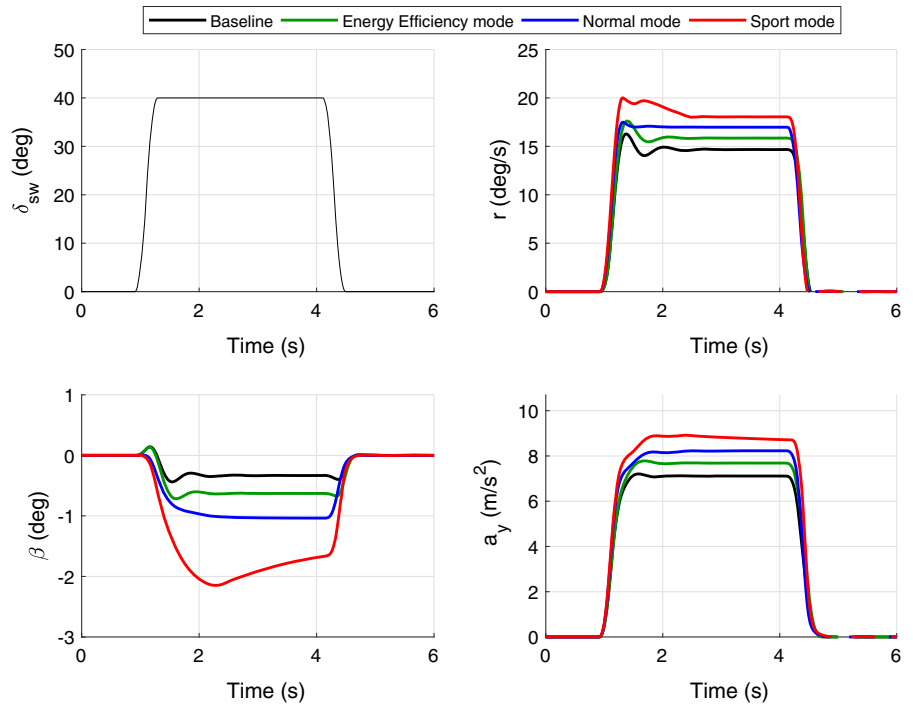 Baseline Energy Efficiency mode Normal mode Sport mode
50
40
30
20
10
0
0 2 4 6
δsw (deg)
Time (s)
25
20
15
10
5
0
0 2 4 6
r (deg/s)
Time (s)
1
0
-1
-2
-3
0 2 4 6
β (deg)
Time (s)
10
8
6
4
2
0
0 2 4 6
ay (m/s²)
Time (s)